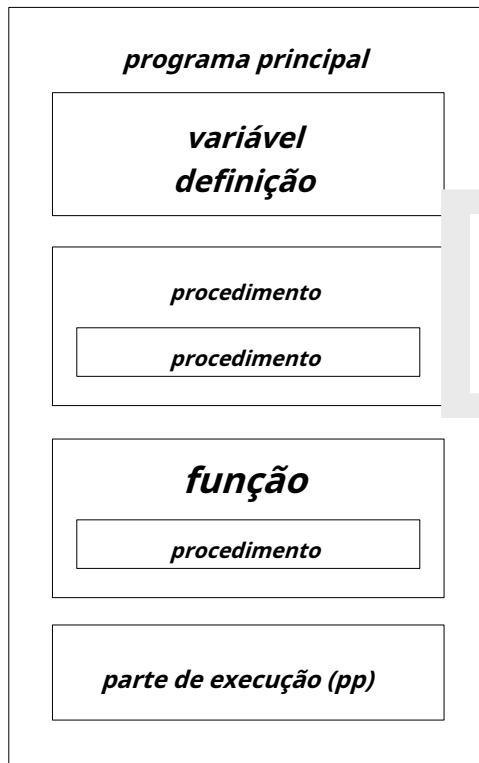 programa principal
variável
definição
procedimento
procedimento
função
procedimento
parte de execução (pp)